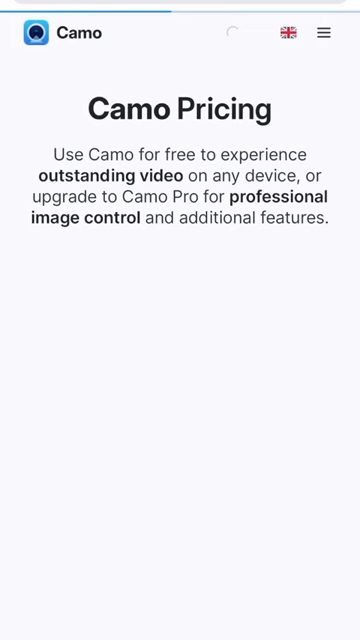 Camo
Camo Pricing
Use Camo for free to experience
outstanding video on any device, or
upgrade to Camo Pro for professional
image control and additional features.